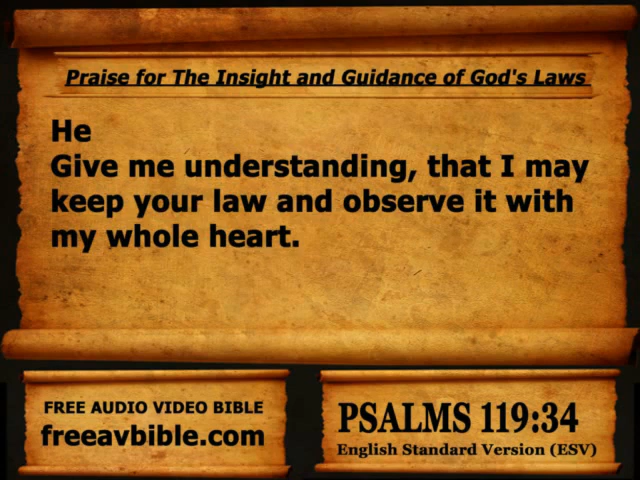 Praise for The Insight and Guidance of God's Laws
He
Give me understanding, that I may
keep your law and observe it with
my whole heart.
FREE AUDIO VIDEO BIBLE
freeavbible.com
PSALMS 119:34
English Standard Version (ESV)